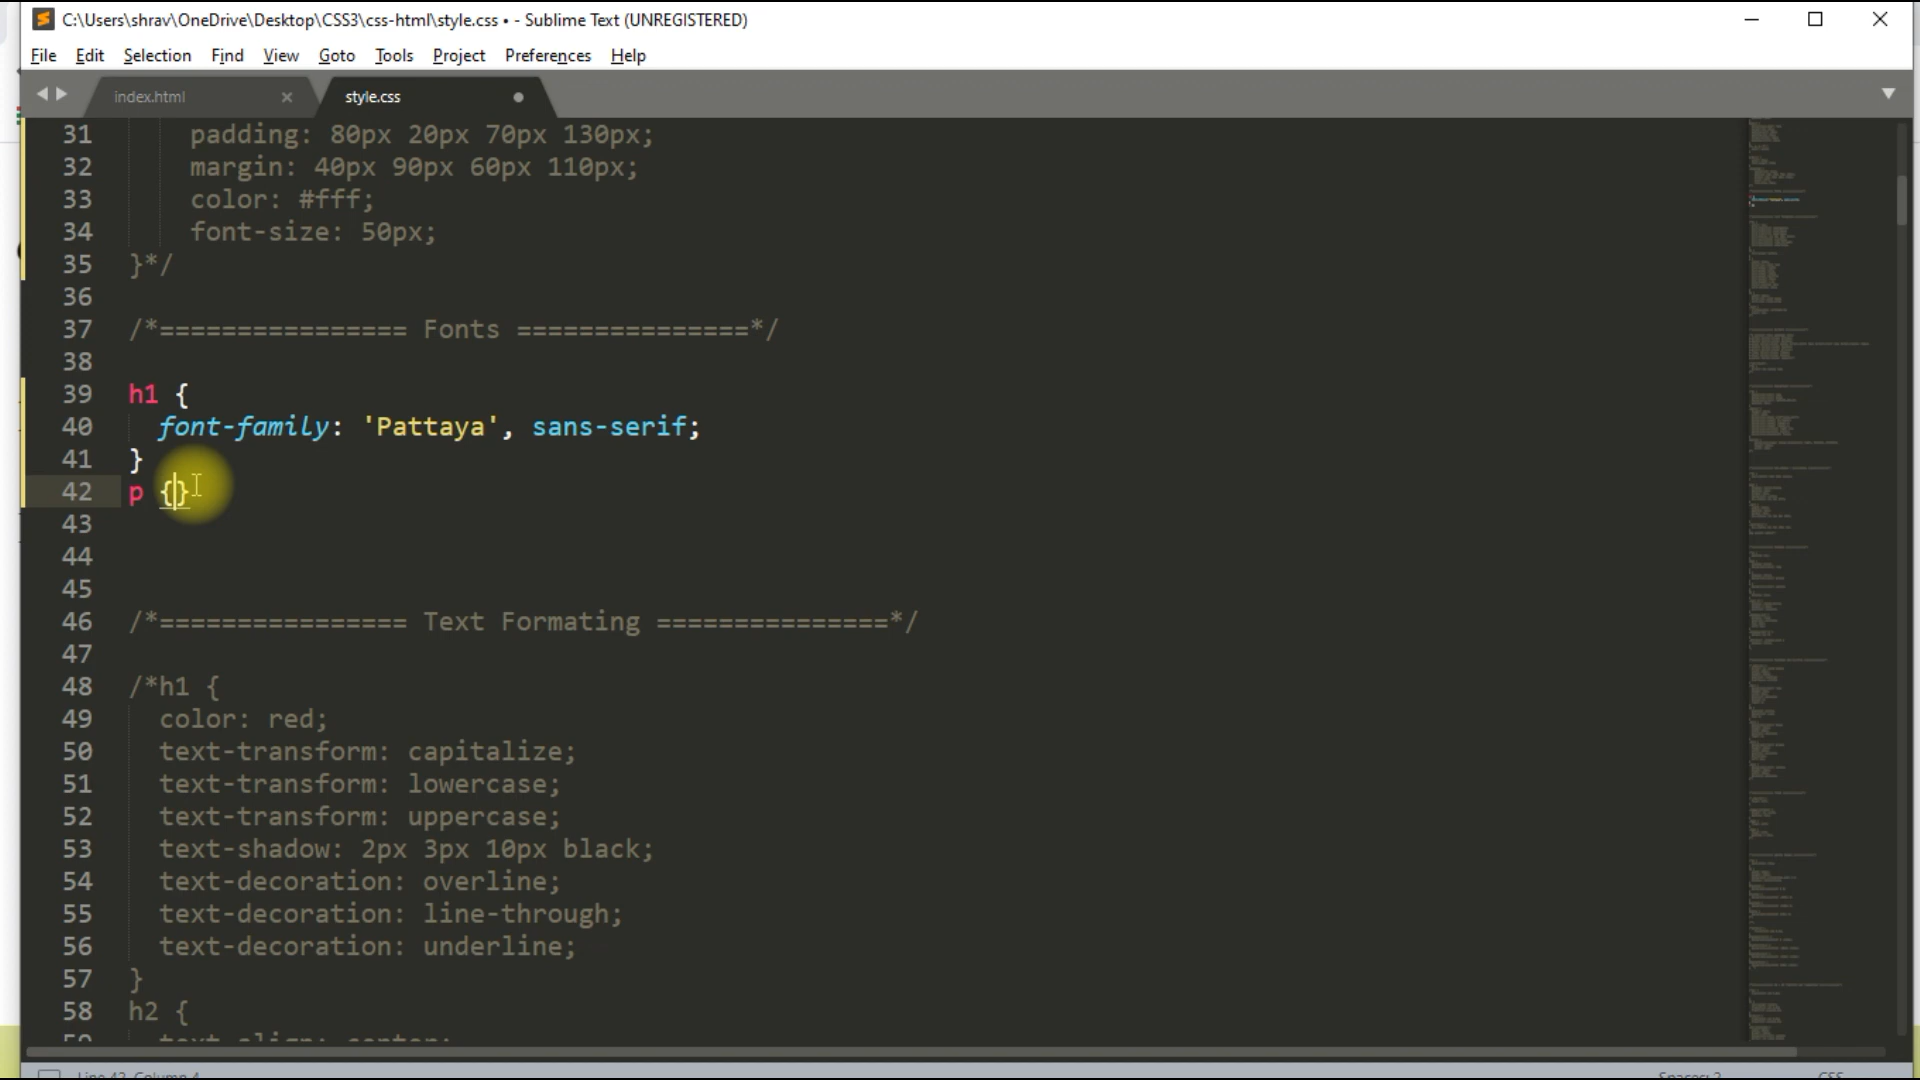 C:\Users\shrav\OneDrive\Desktop\CSS3\css-html\style.css • - Sublime Text (UNREGISTERED)
File Edit Selection Find View Goto Tools Project Preferences Help
index.html style.css
31 padding: 80px 20px 70px 130px;
32 margin: 40px 90px 60px 110px;
33 color: #fff;
34 font-size: 50px;
35 }*/
36
37 /*================ Fonts ===============*/
38
39 h1 {
40 font-family: 'Pattaya', sans-serif;
41 }
42 p {}
43
44
45
46 /*================ Text Formating ===============*/
47
48 /*h1 {
49 color: red;
50 text-transform: capitalize;
51 text-transform: lowercase;
52 text-transform: uppercase;
53 text-shadow: 2px 3px 10px black;
54 text-decoration: overline;
55 text-decoration: line-through;
56 text-decoration: underline;
57 }
58 h2 {
59 text-align: center;